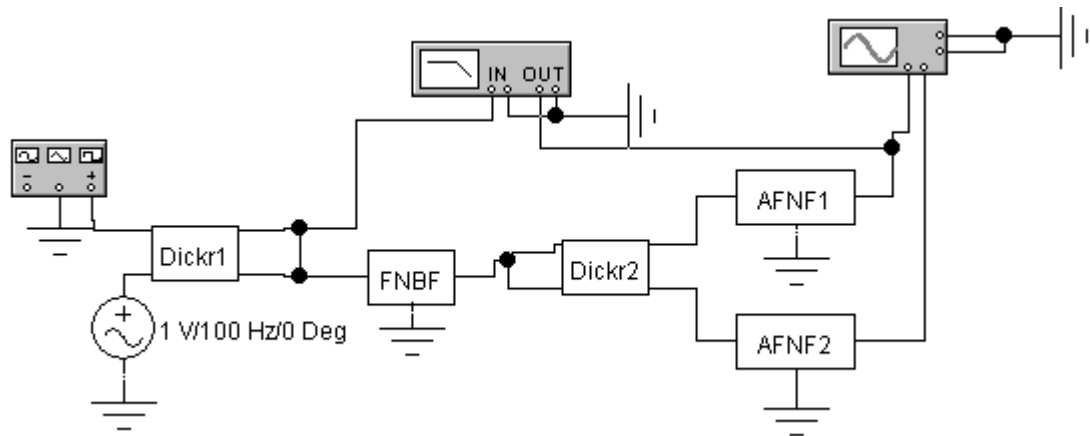 IN OUT
- +
Dickr1
FNBF
Dickr2
AFNF1
AFNF2
+
1 V/100 Hz/0 Deg